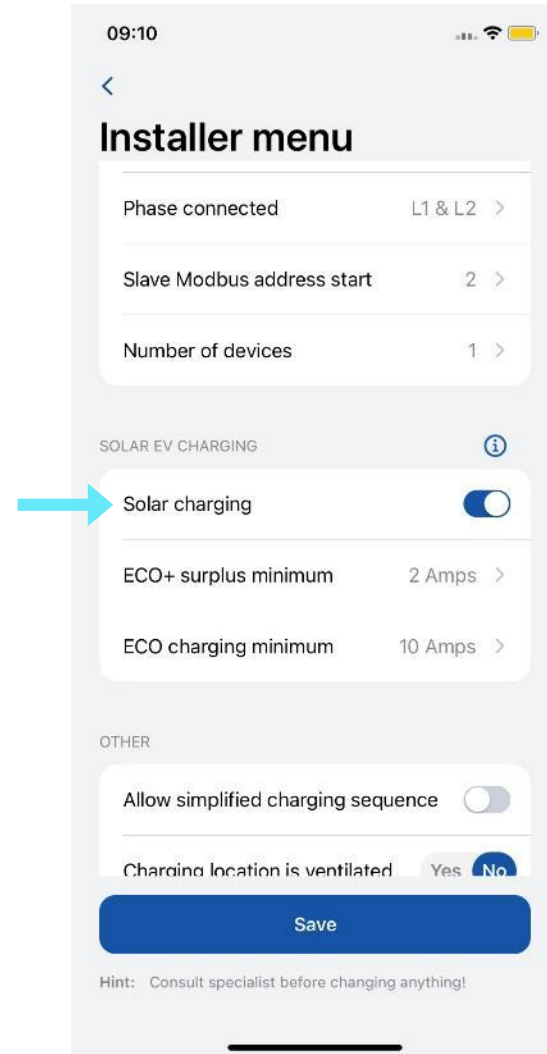 09:10
Installer menu
Phase connected L1 & L2
Slave Modbus address start 2
Number of devices 1
SOLAR EV CHARGING
Solar charging
ECO+ surplus minimum 2 Amps
ECO charging minimum 10 Amps
OTHER
Allow simplified charging sequence
Charging location is ventilated Yes No
Save
Hint: Consult specialist before changing anything!